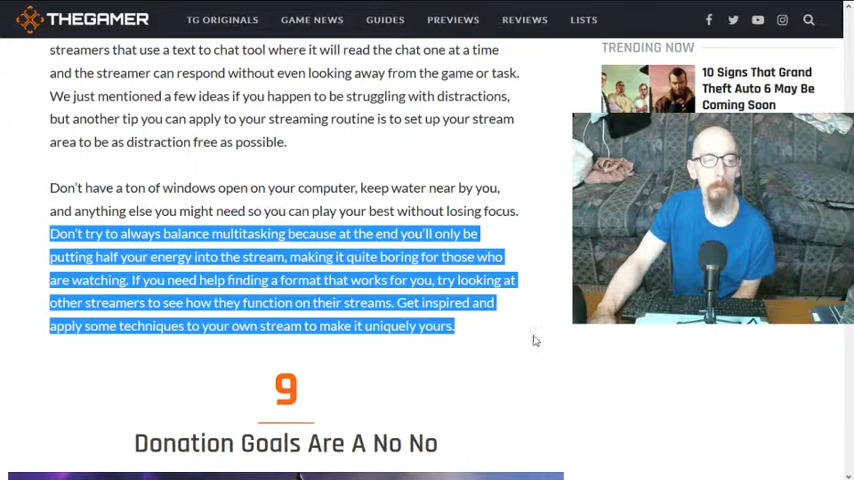 THEGAMER
TG ORIGINALS GAME NEWS GUIDES PREVIEWS REVIEWS LISTS
streamers that use a text to chat tool where it will read the chat one at a time
and the streamer can respond without even looking away from the game or task.
We just mentioned a few ideas if you happen to be struggling with distractions,
but another tip you can apply to your streaming routine is to set up your stream
area to be as distraction free as possible.
Don't have a ton of windows open on your computer, keep water near by you,
and anything else you might need so you can play your best without losing focus.
Don't try to always balance multitasking because at the end you'll only be
putting half your energy into the stream, making it quite boring for those who
are watching. If you need help finding a format that works for you, try looking at
other streamers to see how they function on their streams. Get inspired and
apply some techniques to your own stream to make it uniquely yours.
9
Donation Goals Are A No No
TRENDING NOW
10 Signs That Grand
Theft Auto 6 May Be
Coming Soon